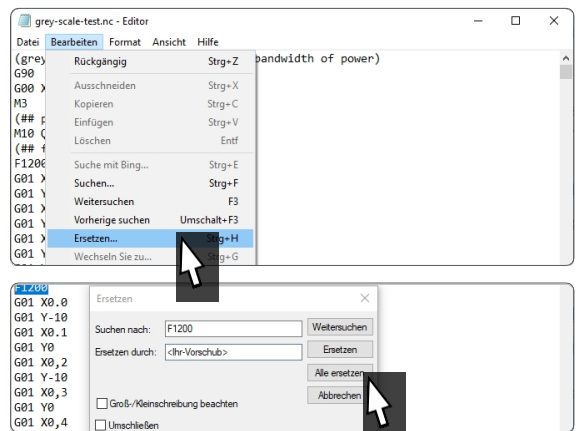 grey-scale-test.nc - Editor
Datei Bearbeiten Format Ansicht Hilfe
(grey bandwidth of power)
G90
G00 X
M3
(## p
M10 Q
(## f
F1200
G01 X
G01 Y
G01 X
G01 Y
G01 X
G01 Y
Rückgängig Strg+Z
Ausschneiden Strg+X
Kopieren Strg+C
Einfügen Strg+V
Löschen Entf
Suche mit Bing... Strg+E
Suchen... Strg+F
Weitersuchen F3
Vorherige suchen Umschalt+F3
Ersetzen... Strg+H
Wechseln Sie zu... Strg+G
F1200
G01 X0.0
G01 Y-10
G01 X0.1
G01 Y0
G01 X0,2
G01 Y-10
G01 X0,3
G01 Y0
G01 X0,4
Ersetzen
Suchen nach: F1200 Weitersuchen
Ersetzen durch: <Ihr-Vorschub> Ersetzen
Alle ersetzen
Abbrechen
Groß-/Kleinschreibung beachten
Umschließen